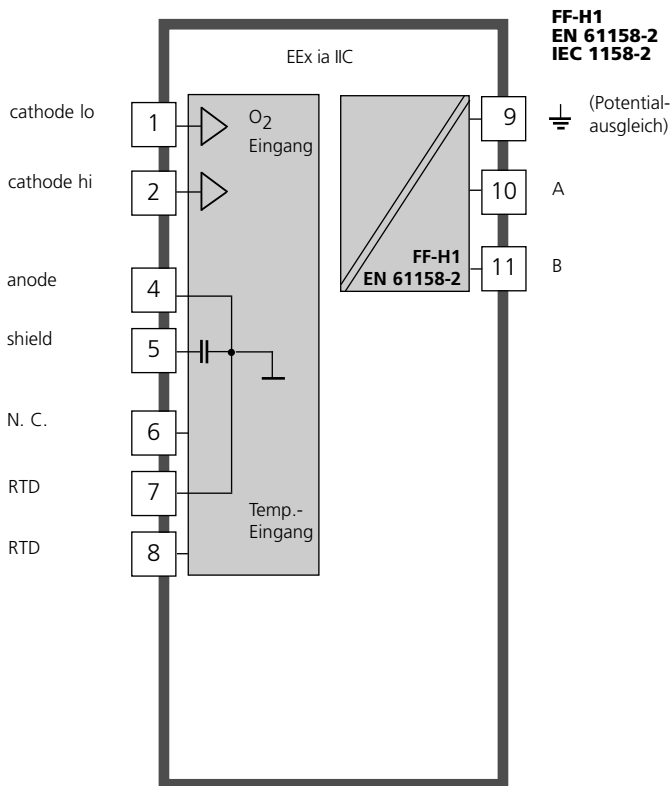 FF-H1
EN 61158-2
IEC 1158-2
EEx ia IIC
cathode lo
1
O2
Eingang
cathode hi
2
anode
4
shield
5
N. C.
6
RTD
7
RTD
8
Temp.-
Eingang
FF-H1
EN 61158-2
9
(Potential-
ausgleich)
10
A
11
B